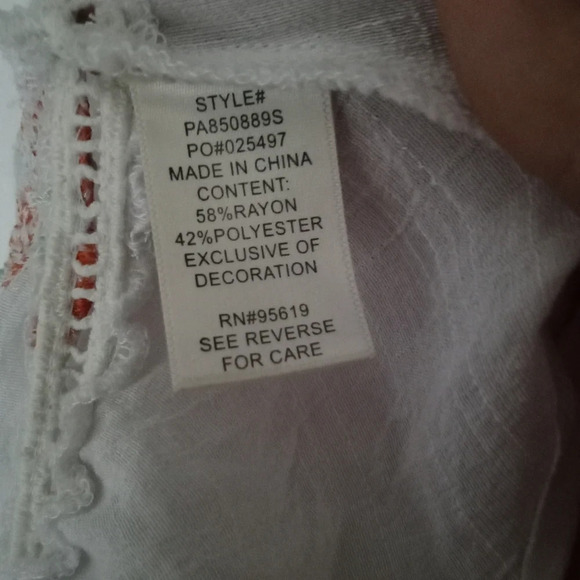 STYLE#
PA850889S
PO#025497
MADE IN CHINA
CONTENT:
58%RAYON
42%POLYESTER
EXCLUSIVE OF
DECORATION
RN#95619
SEE REVERSE
FOR CARE